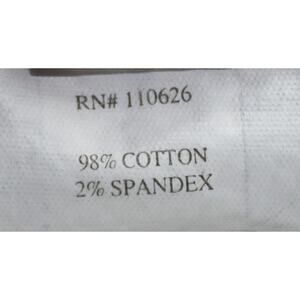 RN# 110626
98% COTTON
2% SPANDEX